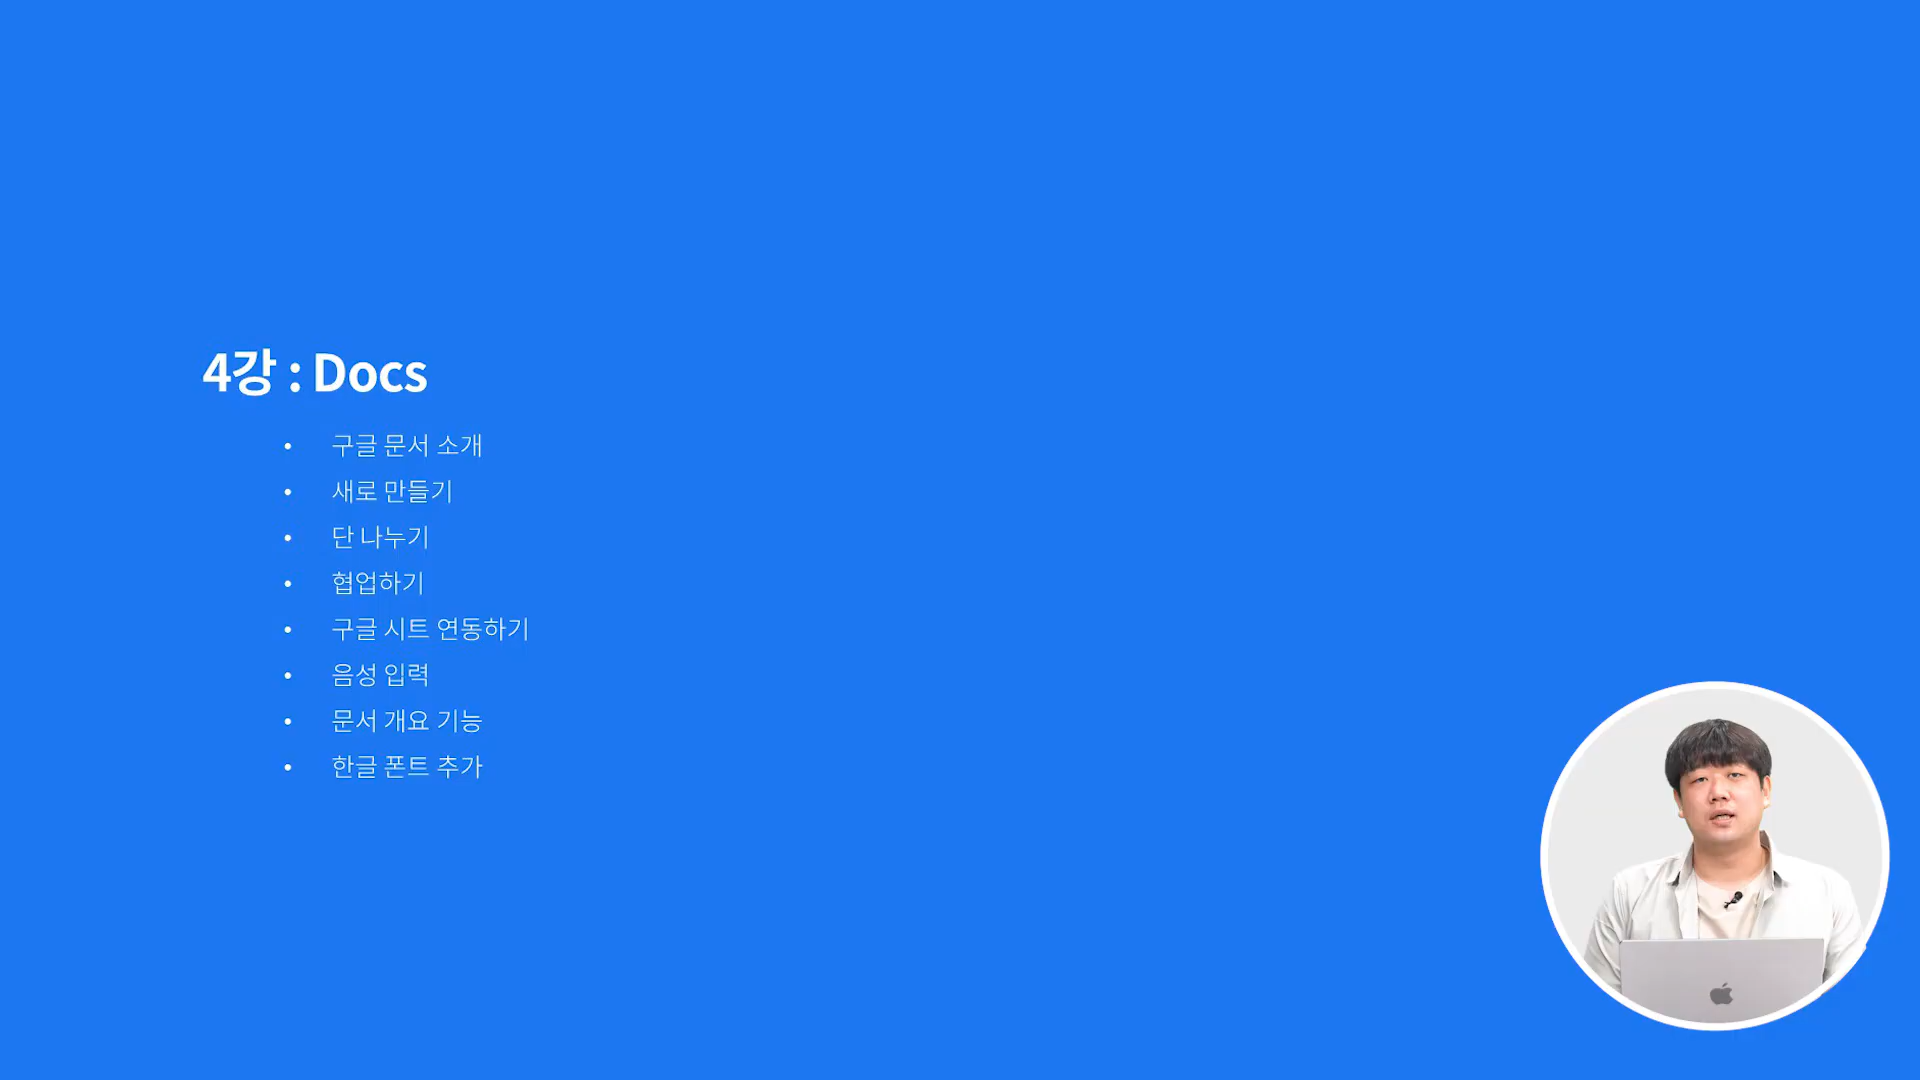 4강 : Docs
• 구글 문서 소개
• 새로 만들기
• 단 나누기
• 협업하기
• 구글 시트 연동하기
• 음성 입력
• 문서 개요 기능
• 한글 폰트 추가